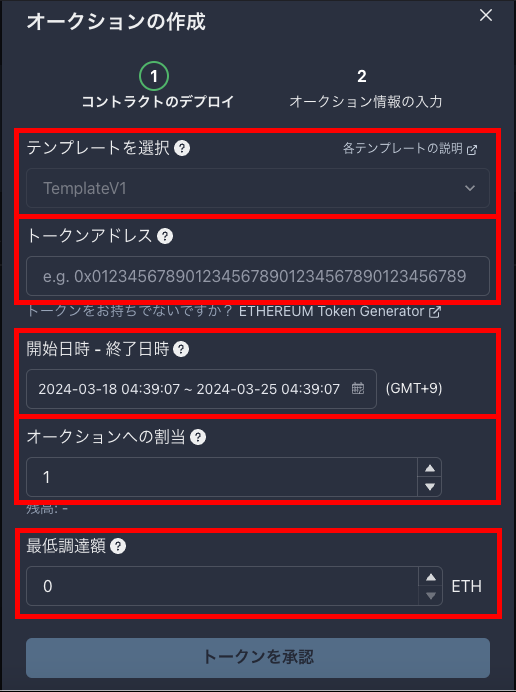 オークションの作成
1
2
コントラクトのデプロイ
オークション情報の入力
テンプレートを選択 ?
各テンプレートの説明
TemplateV1
トークンアドレス ?
e.g. 0x0123456789012345678901234567890123456789
トークンをお持ちでないですか？ ETHEREUM Token Generator
開始日時 - 終了日時 ?
2024-03-18 04:39:07 ~ 2024-03-25 04:39:07 (GMT+9)
オークションへの割当 ?
1
残高: -
最低調達額 ?
0 ETH
トークンを承認